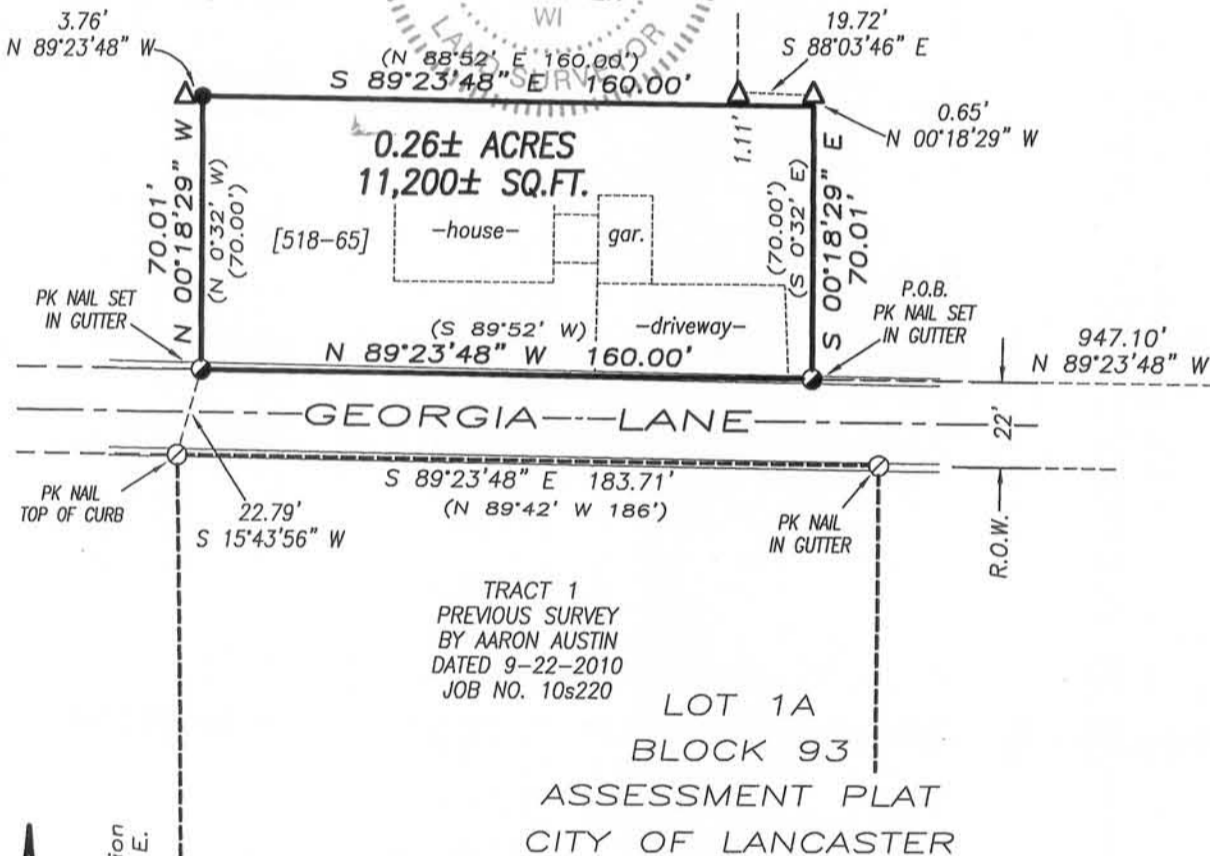 WI
LAND SURVEYOR
3.76'
N 89°23'48" W
19.72'
S 88°03'46" E
(N 88°52' E 160.00')
S 89°23'48" E 160.00'
0.65'
N 00°18'29" W
1.11'
0.26± ACRES
11,200± SQ.FT.
70.01'
N 00°18'29" W
(N 0°32' W)
(70.00')
[518-65]
-house-
gar.
(70.00')
(S 0°32' E)
S 00°18'29" E
70.01'
PK NAIL SET
IN GUTTER
P.O.B.
PK NAIL SET
IN GUTTER
(S 89°52' W)
-driveway-
N 89°23'48" W 160.00'
947.10'
N 89°23'48" W
GEORGIA LANE
22'
R.O.W.
S 89°23'48" E 183.71'
(N 89°42' W 186')
PK NAIL
TOP OF CURB
22.79'
S 15°43'56" W
PK NAIL
IN GUTTER
TRACT 1
PREVIOUS SURVEY
BY AARON AUSTIN
DATED 9-22-2010
JOB NO. 10s220
LOT 1A
BLOCK 93
ASSESSMENT PLAT
CITY OF LANCASTER
E.